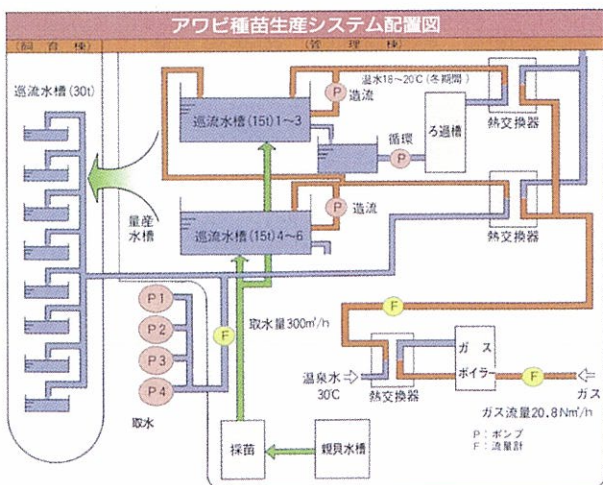 アワビ種苗生産システム配置図
(飼育棟)
(管理棟)
巡流水槽(30t)
温水18〜20℃(冬期間)
P
造流
巡流水槽(15t)1〜3
循環
P
ろ過槽
熱交換器
量産
水槽
P
造流
巡流水槽(15t)4〜6
熱交換器
P1
P2
P3
P4
取水
F
取水量300㎥/h
F
温泉水
30℃
熱交換器
ガス
ボイラー
F
ガス
ガス流量20.8N㎥/h
P:ポンプ
F:流量計
採苗
親貝水槽